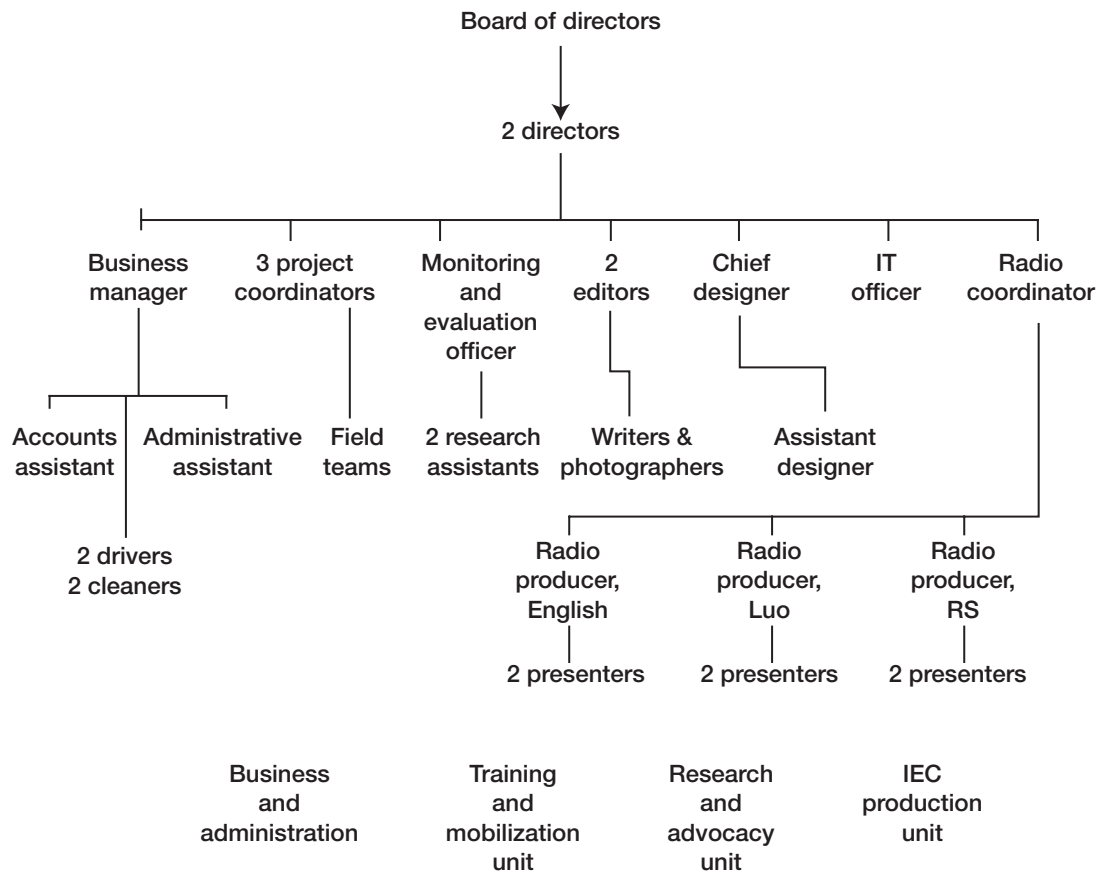 Board of directors
2 directors
Business
manager
3 project
coordinators
Monitoring
and
evaluation
officer
2
editors
Chief
designer
IT
officer
Radio
coordinator
Accounts
assistant
Administrative
assistant
Field
teams
2 research
assistants
Writers &
photographers
Assistant
designer
2 drivers
2 cleaners
Radio
producer,
English
Radio
producer,
Luo
Radio
producer,
RS
2 presenters
2 presenters
2 presenters
Business
and
administration
Training
and
mobilization
unit
Research
and
advocacy
unit
IEC
production
unit